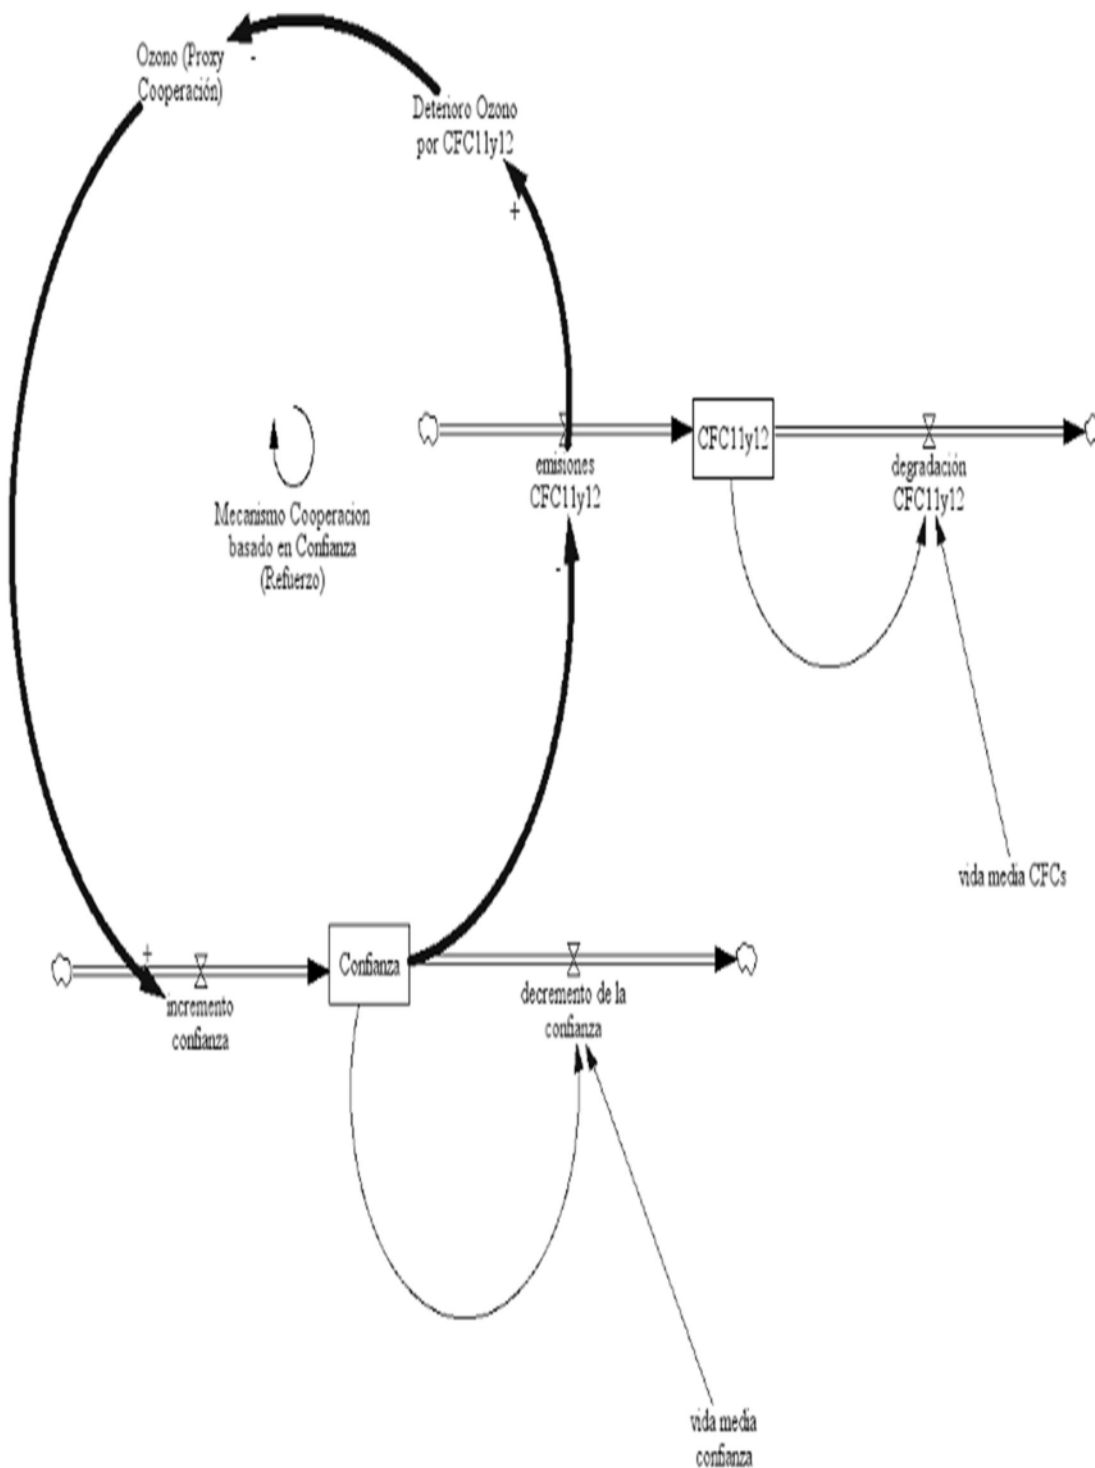 Ozono (Proxy
Cooperación)
-
Deterioro Ozono
por CFC11y12
+
emisiones
CFC11y12
-
CFC11y12
degradación
CFC11y12
Mecanismo Cooperacion
basado en Confianza
(Refuerzo)
vida media CFCs
+
incremento
confianza
Confianza
decremento de la
confianza
vida media
confianza